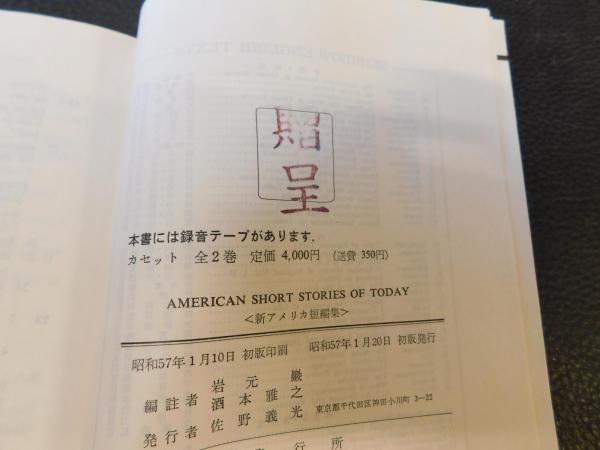 贈呈
本書には録音テープがあります.
カセット 全2巻 定価 4,000円 (送費 350円)
AMERICAN SHORT STORIES OF TODAY
<新アメリカ短編集>
昭和57年1月10日 初版印刷 昭和57年1月20日 初版発行
編註者 岩元 巌
酒本雅之
発行者 佐野義光
東京都千代田区神田小川町 3―22
行所